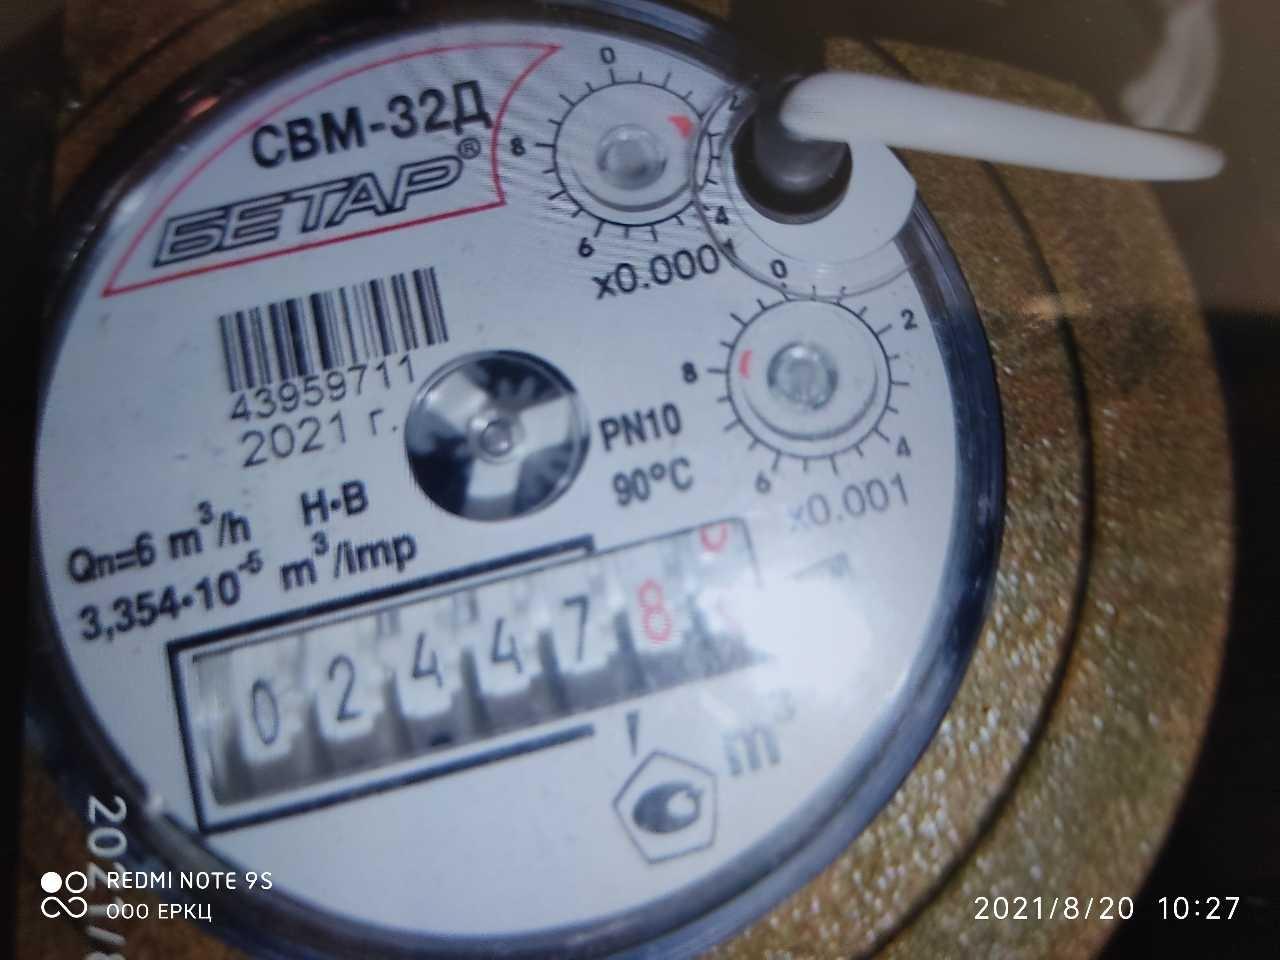 СВМ-32Д
БЕТАР®
0
8
4
6
x0.0001
43959711
2021 г.
0
2
8
4
6
x0.001
PN10
90°C
Qn=6 m³/h
H•B
3,354•10⁻⁵ m³/imp
0 2 4 4 7 8
m³
REDMI NOTE 9S
ООО ЕРКЦ
2021/8/20 10:27